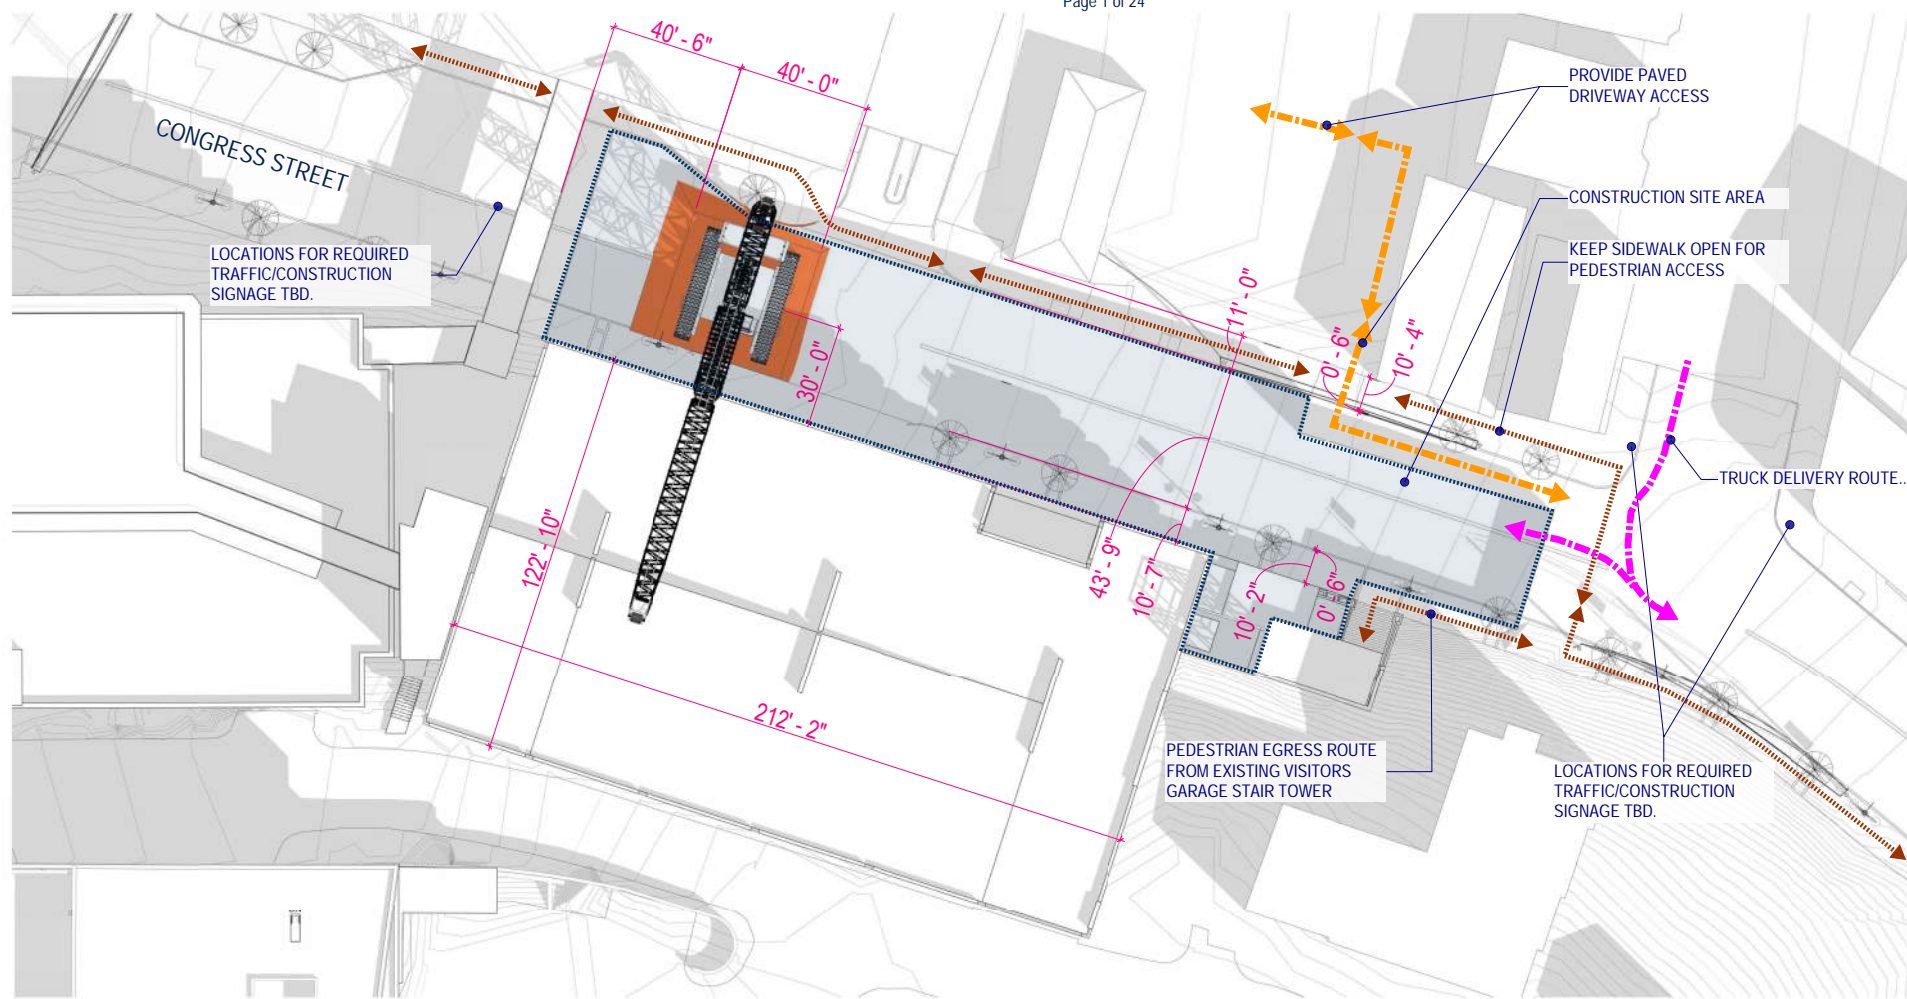 Page 1 of 24
40' - 6"
40' - 0"
PROVIDE PAVED
DRIVEWAY ACCESS
CONGRESS STREET
CONSTRUCTION SITE AREA
KEEP SIDEWALK OPEN FOR
PEDESTRIAN ACCESS
LOCATIONS FOR REQUIRED
TRAFFIC/CONSTRUCTION
SIGNAGE TBD.
11' - 0"
0' - 6"
10' - 4"
30' - 0"
TRUCK DELIVERY ROUTE..
122' - 10"
43' - 9"
10' - 7"
10' - 2"
0' - 6"
212' - 2"
PEDESTRIAN EGRESS ROUTE
FROM EXISTING VISITORS
GARAGE STAIR TOWER
LOCATIONS FOR REQUIRED
TRAFFIC/CONSTRUCTION
SIGNAGE TBD.